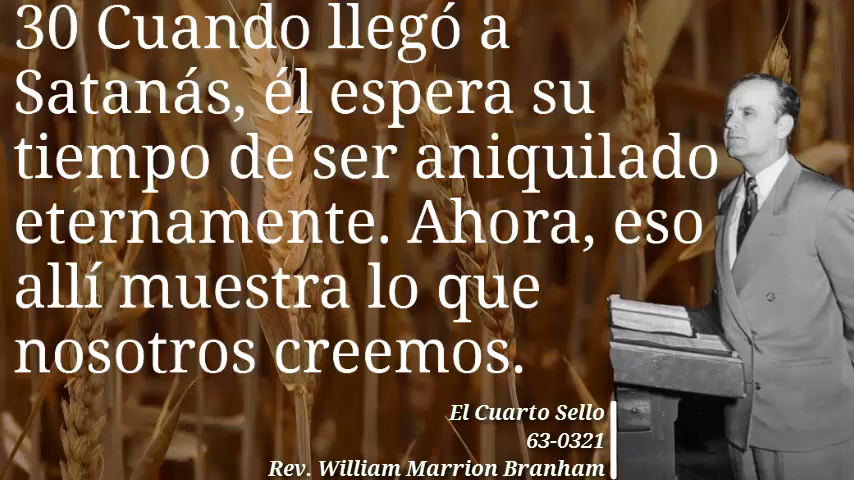 30 Cuando llegó a
Satanás, él espera su
tiempo de ser aniquilado
eternamente. Ahora, eso
allí muestra lo que
nosotros creemos.
El Cuarto Sello
63-0321
Rev. William Marrion Branham